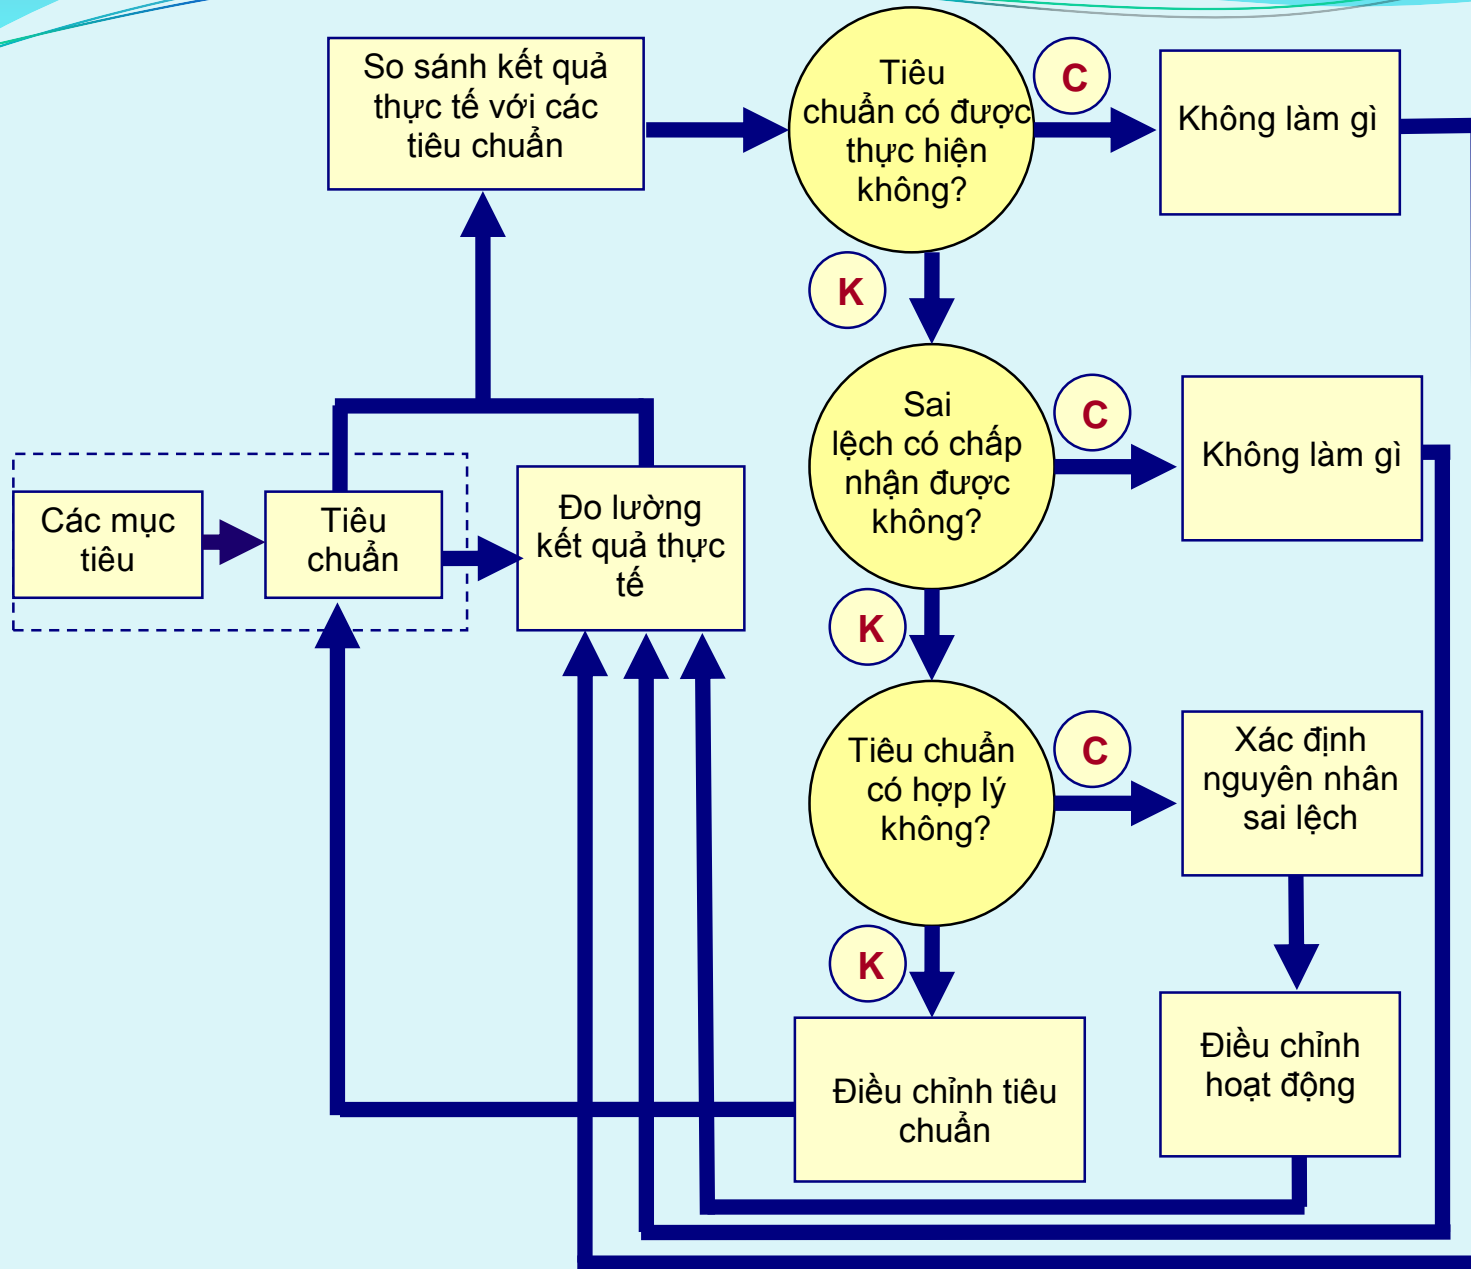 So sánh kết quả
thực tế với các
tiêu chuẩn
Tiêu
chuẩn có được
thực hiện
không?
C
Không làm gì
K
Sai
lệch có chấp
nhận được
không?
C
Không làm gì
Các mục
tiêu
Tiêu
chuẩn
Đo lường
kết quả thực
tế
K
Tiêu chuẩn
có hợp lý
không?
C
Xác định
nguyên nhân
sai lệch
K
Điều chỉnh tiêu
chuẩn
Điều chỉnh
hoạt động